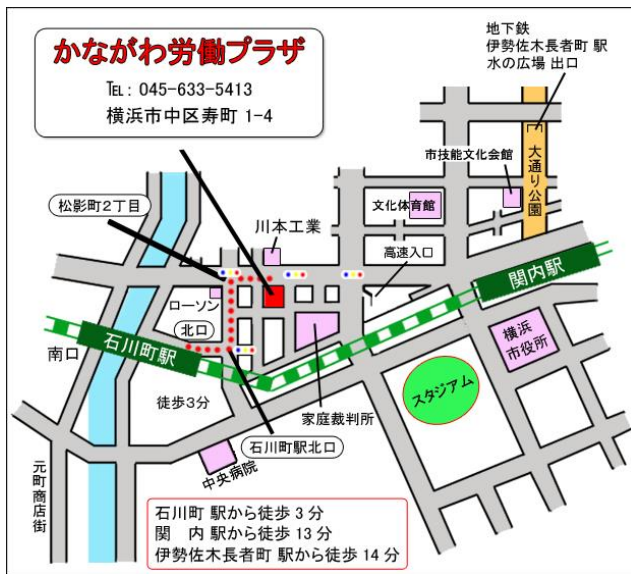 かながわ労働プラザ
℡: 045-633-5413
横浜市中区寿町 1-4
地下鉄
伊勢佐木長者町 駅
水の広場 出口
大通り公園
市技能文化会館
文化体育館
松影町2丁目
川本工業
高速入口
関内駅
ローソン
北口
石川町駅
南口
横浜
市役所
スタジアム
徒歩3分
家庭裁判所
石川町駅北口
中央病院
元町商店街
石川町 駅から徒歩 3 分
関 内 駅から徒歩 13 分
伊勢佐木長者町 駅から徒歩 14 分